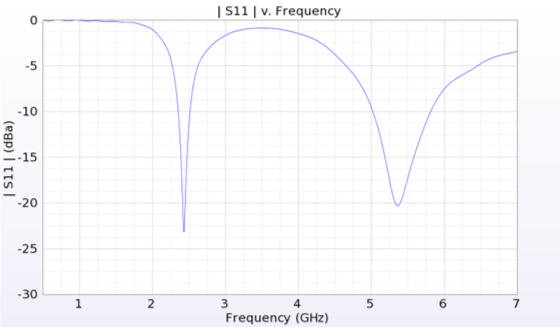 | S11 | v. Frequency
| S11 | (dBa)
0
-5
-10
-15
-20
-25
-30
1 2 3 4 5 6 7
Frequency (GHz)